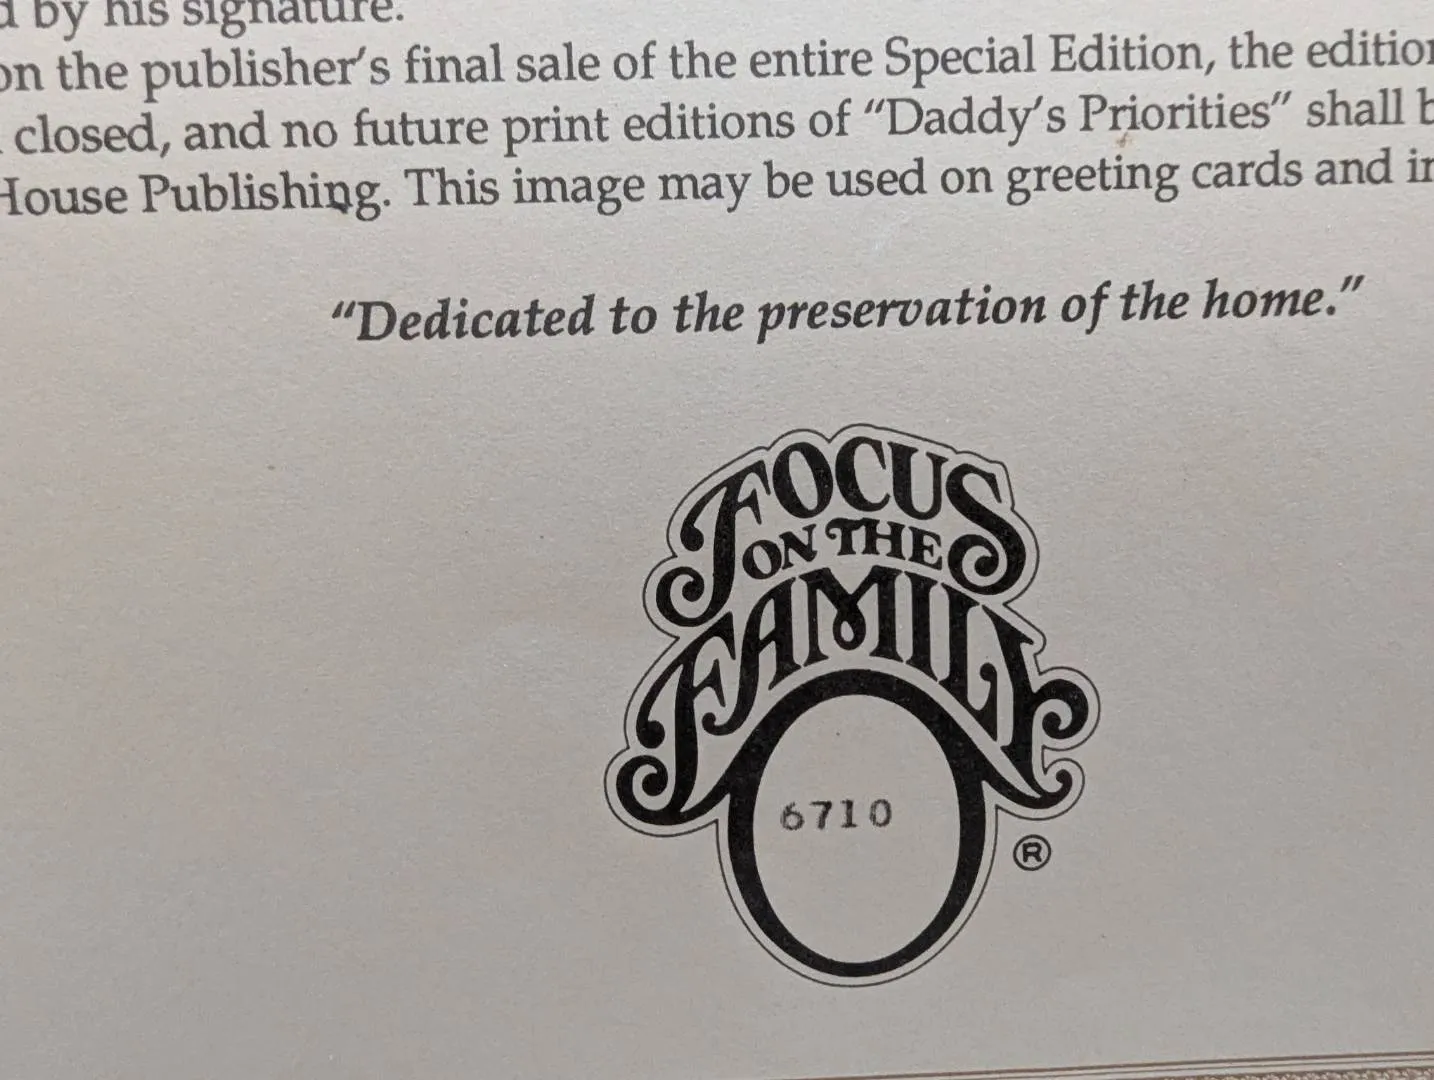 by his signature.
on the publisher's final sale of the entire Special Edition, the edition
closed, and no future print editions of "Daddy's Priorities" shall
House Publishing. This image may be used on greeting cards and
"Dedicated to the preservation of the home."
FOCUS
ON THE
FAMILY
6710
®